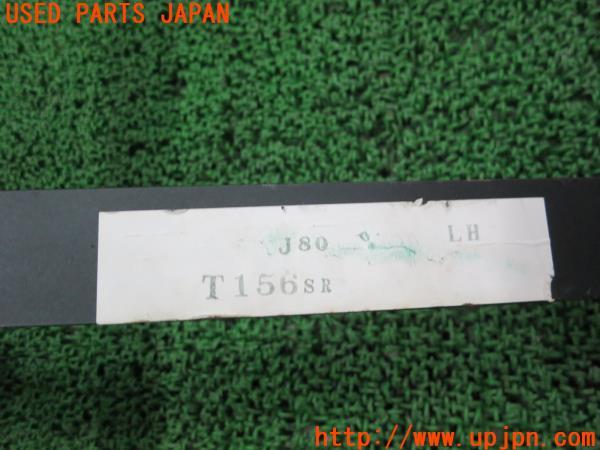 USED PARTS JAPAN
J80 LH
T156SR
http://www.upjpn.com/